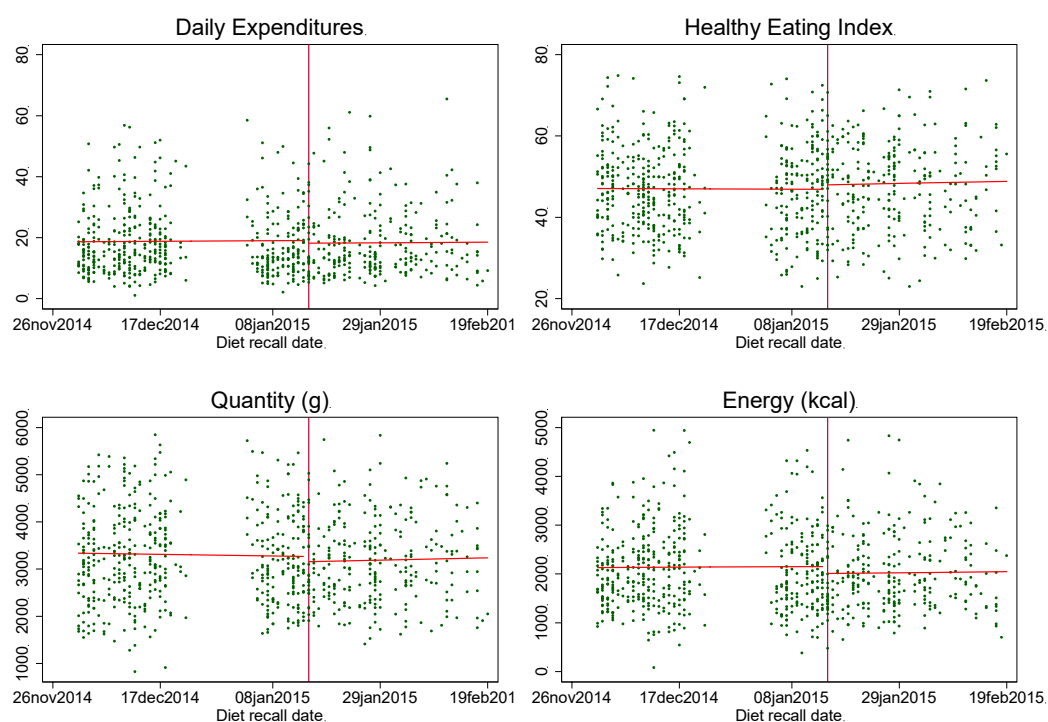 Daily Expenditures.
80.
60.
40.
20.
0.
26nov2014 17dec2014 08jan2015 29jan2015 19feb201
Diet recall date.
Healthy Eating Index.
80.
60.
40.
20.
26nov2014 17dec2014 08jan2015 29jan2015 19feb2015.
Diet recall date.
Quantity (g).
6000.
5000.
4000.
3000.
2000.
1000.
26nov2014 17dec2014 08jan2015 29jan2015 19feb201
Diet recall date.
Energy (kcal).
5000.
4000.
3000.
2000.
1000.
0.
26nov2014 17dec2014 08jan2015 29jan2015 19feb2015.
Diet recall date.